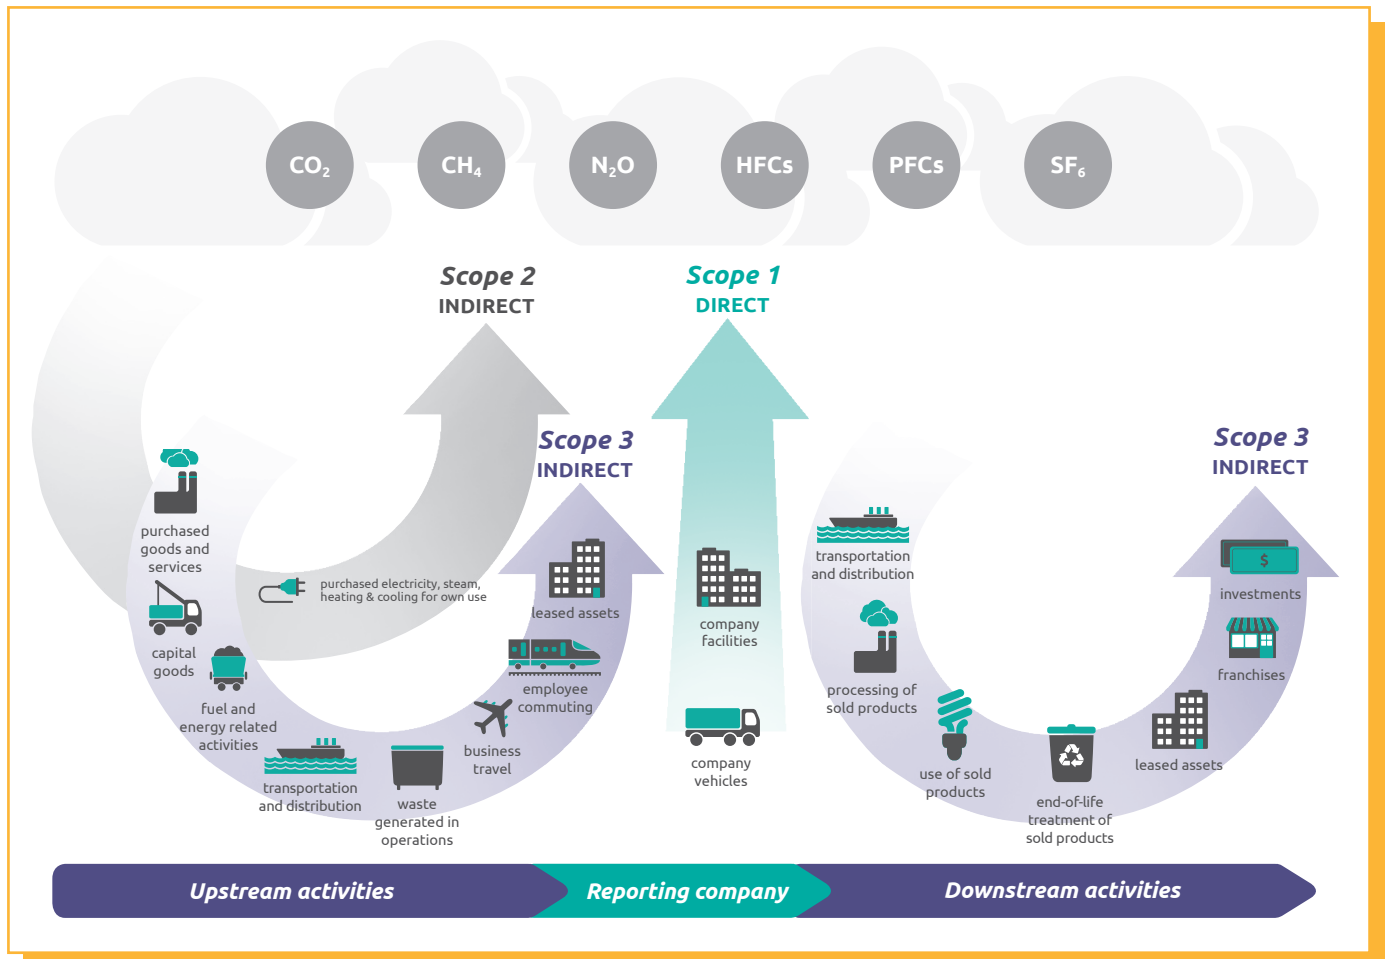 CO₂
CH₄
N₂O
HFCs
PFCs
SF₆
Scope 2
INDIRECT
Scope 1
DIRECT
Scope 3
INDIRECT
Scope 3
INDIRECT
purchased
goods and
services
capital
goods
fuel and
energy related
activities
transportation
and distribution
waste
generated in
operations
business
travel
employee
commuting
leased assets
purchased electricity, steam,
heating & cooling for own use
company
facilities
company
vehicles
transportation
and distribution
processing of
sold products
use of sold
products
end-of-life
treatment of
sold products
leased assets
franchises
$
investments
Upstream activities
Reporting company
Downstream activities